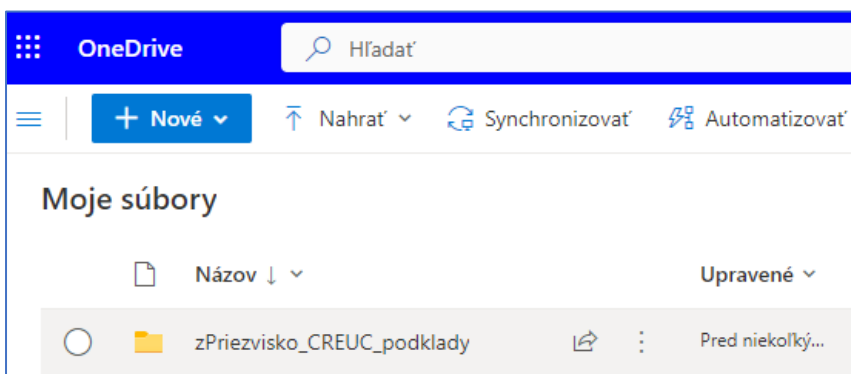 OneDrive Hľadať
Nové Nahrať Synchronizovať Automatizovať
Moje súbory
Názov ↓ Upravené
zPriezvisko_CREUC_podklady Pred niekoľký...